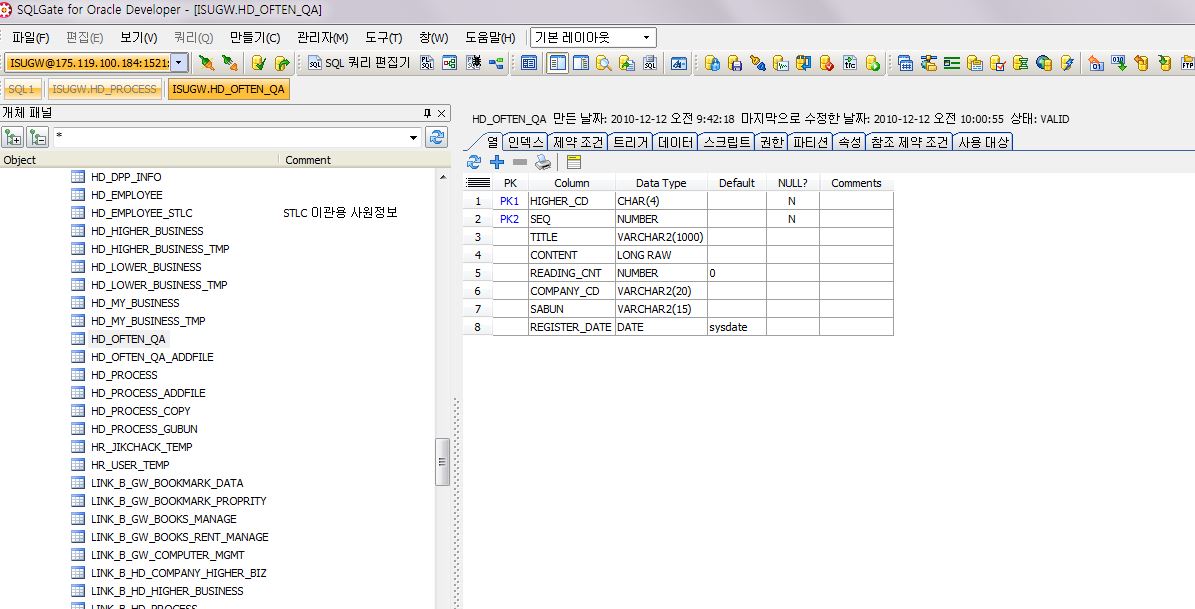 SQLGate for Oracle Developer - [ISUGW.HD_OFTEN_QA]
파일(F) 편집(E) 보기(V) 쿼리(Q) 만들기(C) 관리자(M) 도구(T) 창(W) 도움말(H) 기본 레이아웃
ISUGW@175.119.100.184:1521: SQL 쿼리 편집기
SQL1 ISUGW.HD_PROCESS ISUGW.HD_OFTEN_QA
개체 패널
*
Object Comment
HD_DPP_INFO
HD_EMPLOYEE
HD_EMPLOYEE_STLC STLC 이관용 사원정보
HD_HIGHER_BUSINESS
HD_HIGHER_BUSINESS_TMP
HD_LOWER_BUSINESS
HD_LOWER_BUSINESS_TMP
HD_MY_BUSINESS
HD_MY_BUSINESS_TMP
HD_OFTEN_QA
HD_OFTEN_QA_ADDFILE
HD_PROCESS
HD_PROCESS_ADDFILE
HD_PROCESS_COPY
HD_PROCESS_GUBUN
HR_JIKCHACK_TEMP
HR_USER_TEMP
LINK_B_GW_BOOKMARK_DATA
LINK_B_GW_BOOKMARK_PROPRITY
LINK_B_GW_BOOKS_MANAGE
LINK_B_GW_BOOKS_RENT_MANAGE
LINK_B_GW_COMPUTER_MGMT
LINK_B_HD_COMPANY_HIGHER_BIZ
LINK_B_HD_HIGHER_BUSINESS
LINK_B_HD_PROCESS
HD_OFTEN_QA 만든 날짜: 2010-12-12 오전 9:42:18 마지막으로 수정한 날짜: 2010-12-12 오전 10:00:55 상태: VALID
열 인덱스 제약 조건 트리거 데이터 스크립트 권한 파티션 속성 참조 제약 조건 사용 대상
PK Column Data Type Default NULL? Comments
1 PK1 HIGHER_CD CHAR(4) N
2 PK2 SEQ NUMBER N
3 TITLE VARCHAR2(1000)
4 CONTENT LONG RAW
5 READING_CNT NUMBER 0
6 COMPANY_CD VARCHAR2(20)
7 SABUN VARCHAR2(15)
8 REGISTER_DATE DATE sysdate